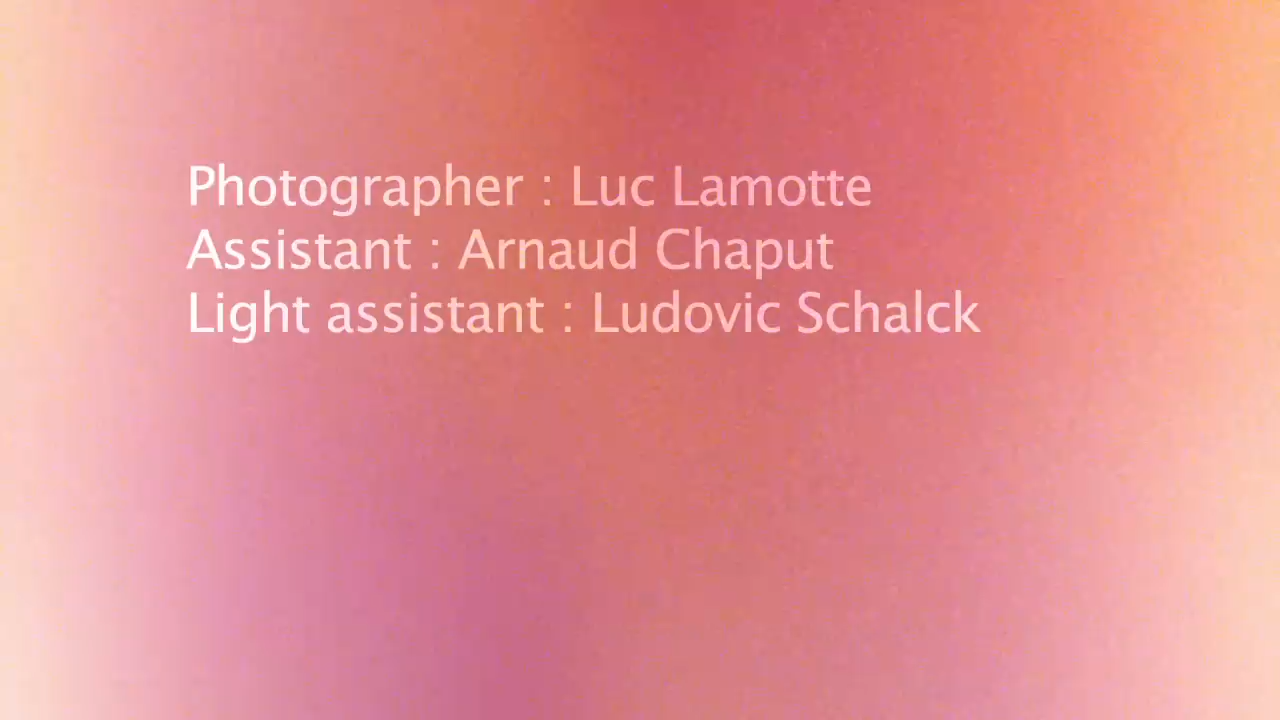 Photographer : Luc Lamotte
Assistant : Arnaud Chaput
Light assistant : Ludovic Schalck